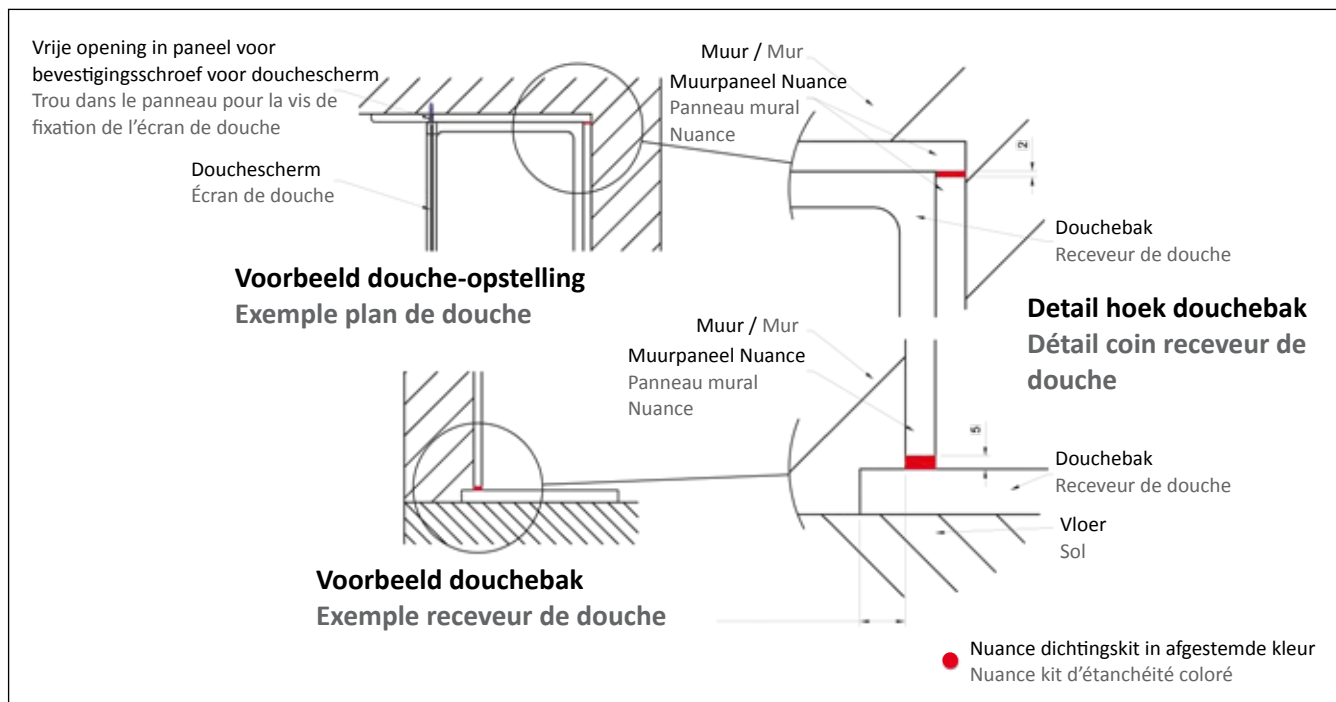 Vrije opening in paneel voor
bevestigingsschroef voor douchescherm
Trou dans le panneau pour la vis de
fixation de l'écran de douche
Douchescherm
Écran de douche
Voorbeeld douche-opstelling
Exemple plan de douche
Muur / Mur
Muurpaneel Nuance
Panneau mural
Nuance
2
Douchebak
Receveur de douche
Detail hoek douchebak
Détail coin receveur de
douche
Muur / Mur
Muurpaneel Nuance
Panneau mural
Nuance
5
Douchebak
Receveur de douche
Vloer
Sol
Voorbeeld douchebak
Exemple receveur de douche
Nuance dichtingskit in afgestemde kleur
Nuance kit d'étanchéité coloré